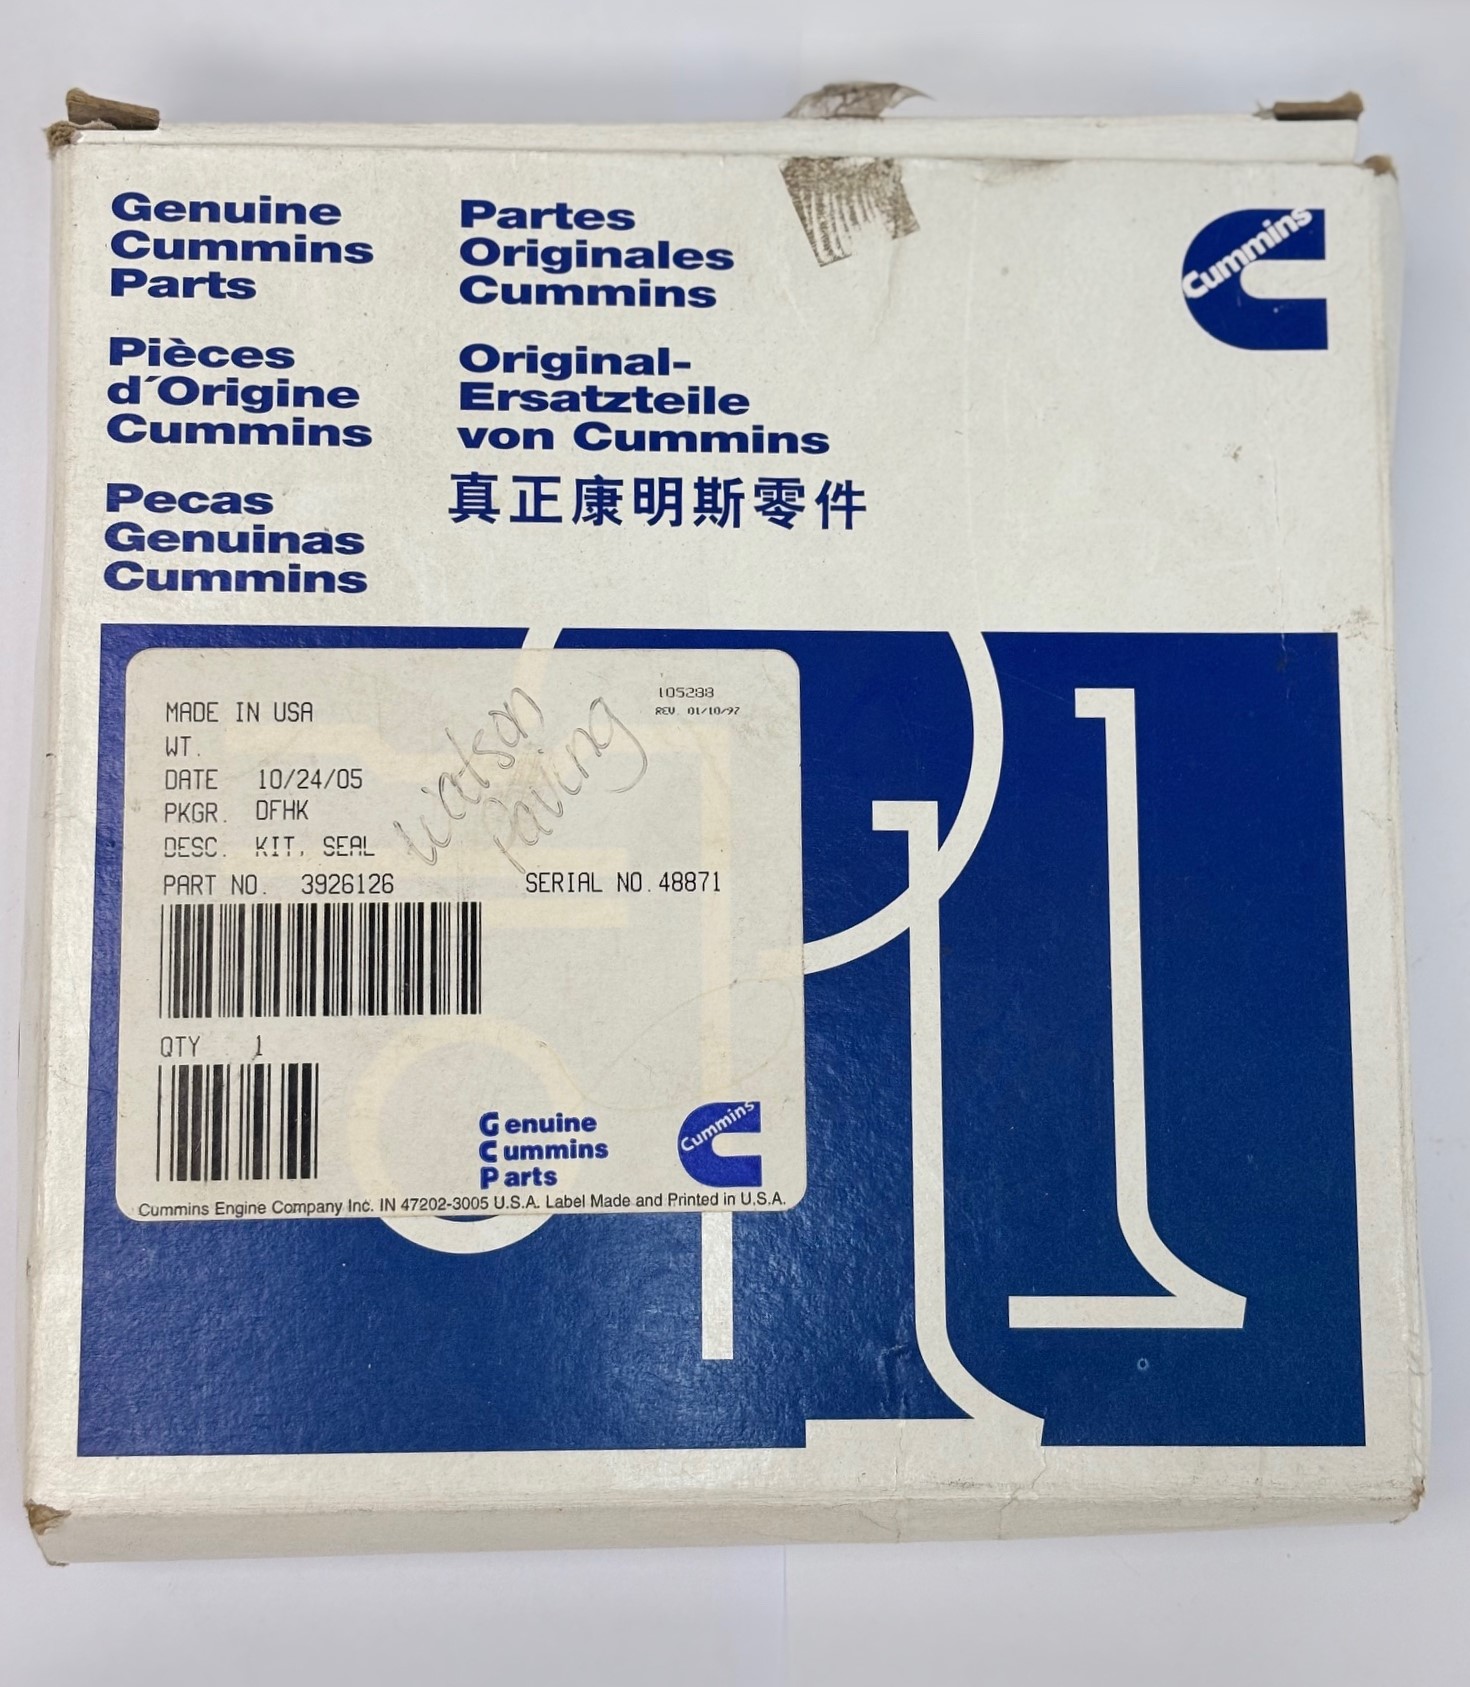 Genuine
Cummins
Parts
Partes
Originales
Cummins
Cummins
Pièces
d´Origine
Cummins
Original-
Ersatzteile
von Cummins
Pecas
Genuinas
Cummins
真正康明斯零件
105288
REV. 01/10/97
MADE IN USA
WT.
DATE 10/24/05
PKGR. DFHK
DESC. KIT, SEAL
Watson
Paving
PART NO. 3926126 SERIAL NO. 48871
QTY 1
Genuine
Cummins
Parts
Cummins
Cummins Engine Company Inc. IN 47202-3005 U.S.A. Label Made and Printed in U.S.A.